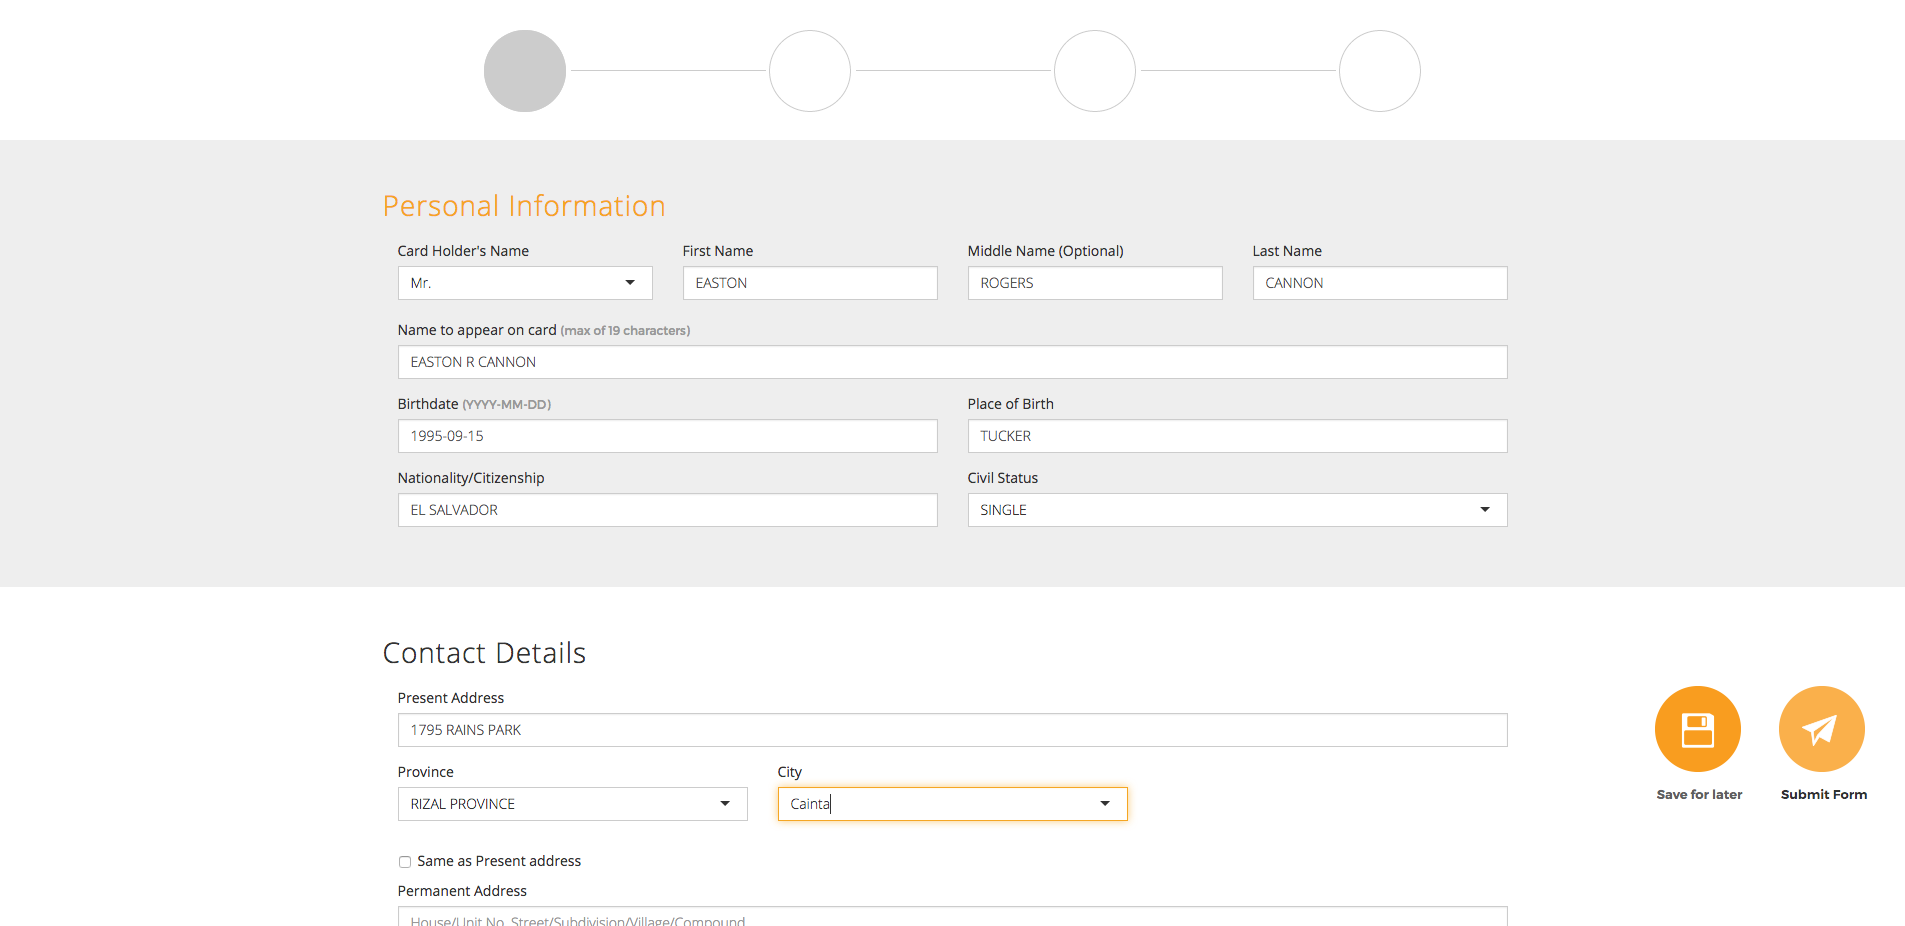 Personal Information
Card Holder's Name First Name Middle Name (Optional) Last Name
Mr. EASTON ROGERS CANNON
Name to appear on card (max of 19 characters)
EASTON R CANNON
Birthdate (YYYY-MM-DD) Place of Birth
1995-09-15 TUCKER
Nationality/Citizenship Civil Status
EL SALVADOR SINGLE
Contact Details
Present Address
1795 RAINS PARK
Province City
RIZAL PROVINCE Cainta
Save for later Submit Form
Same as Present address
Permanent Address
House/Unit No. Street/Subdivision/Village/Compound